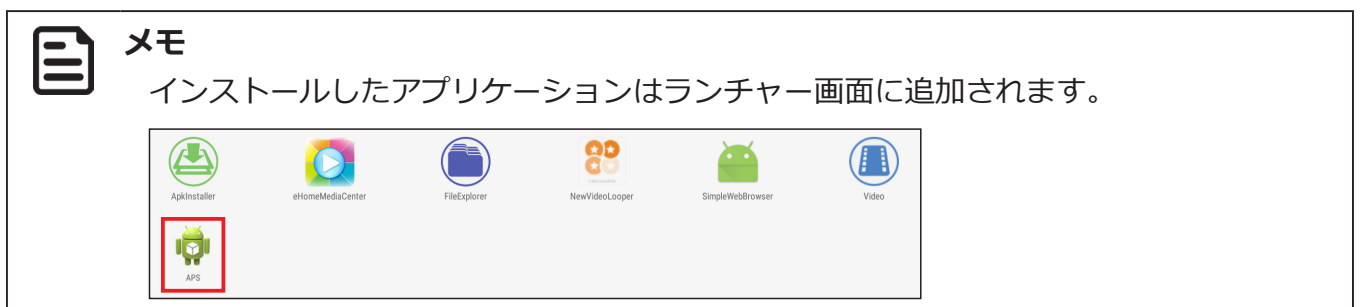 メモ
インストールしたアプリケーションはランチャー画面に追加されます。
ApkInstaller eHomeMediaCenter FileExplorer NewVideoLooper SimpleWebBrowser Video
APS